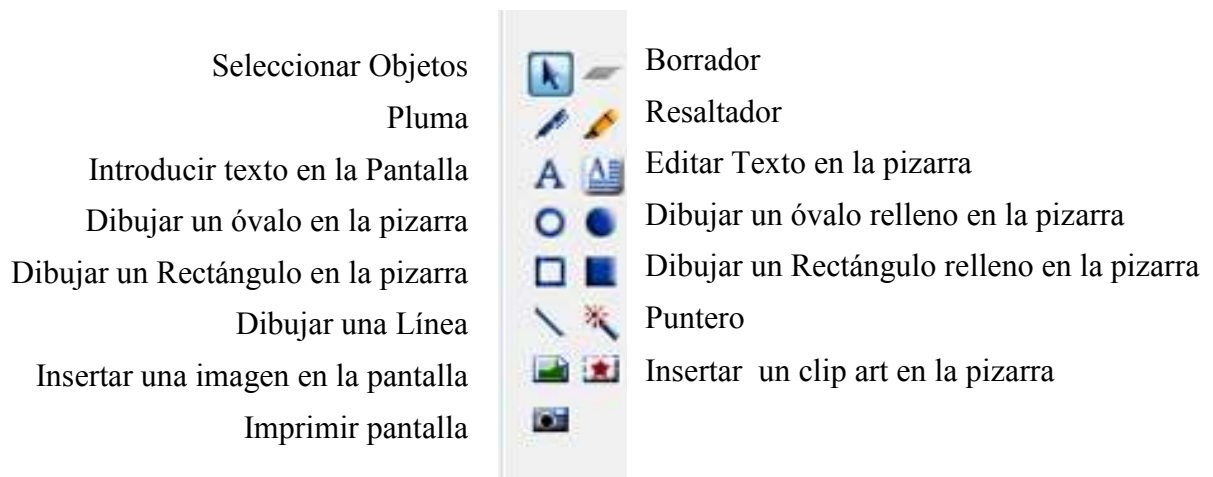 Seleccionar Objetos
Borrador
Pluma
Resaltador
Introducir texto en la Pantalla
Editar Texto en la pizarra
Dibujar un óvalo en la pizarra
Dibujar un óvalo relleno en la pizarra
Dibujar un Rectángulo en la pizarra
Dibujar un Rectángulo relleno en la pizarra
Dibujar una Línea
Puntero
Insertar una imagen en la pantalla
Insertar un clip art en la pizarra
Imprimir pantalla